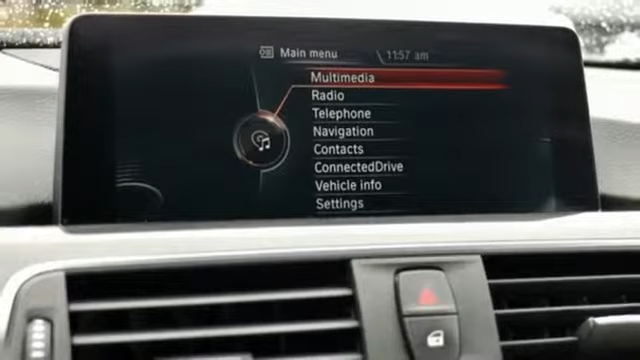 Main menu 11:57 am
Multimedia
Radio
Telephone
Navigation
Contacts
ConnectedDrive
Vehicle info
Settings